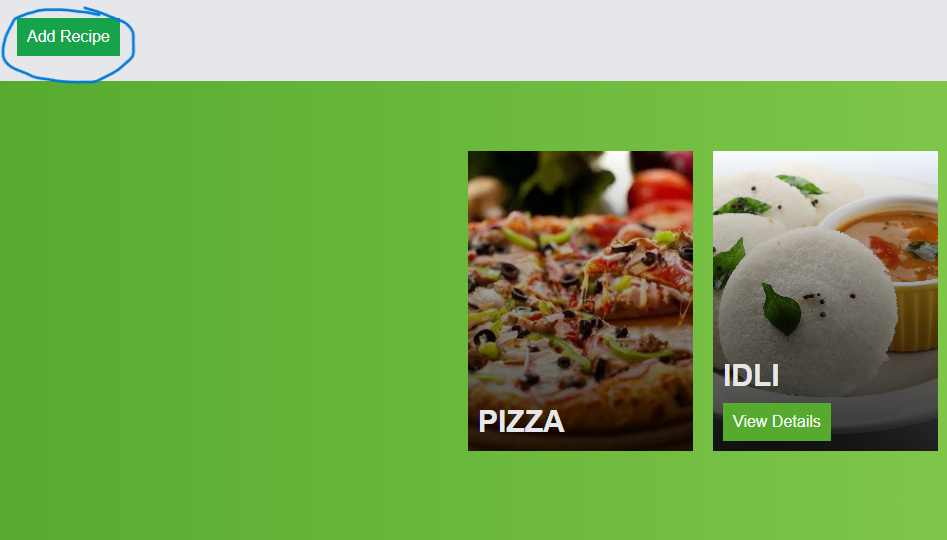 Add Recipe
PIZZA
IDLI
View Details